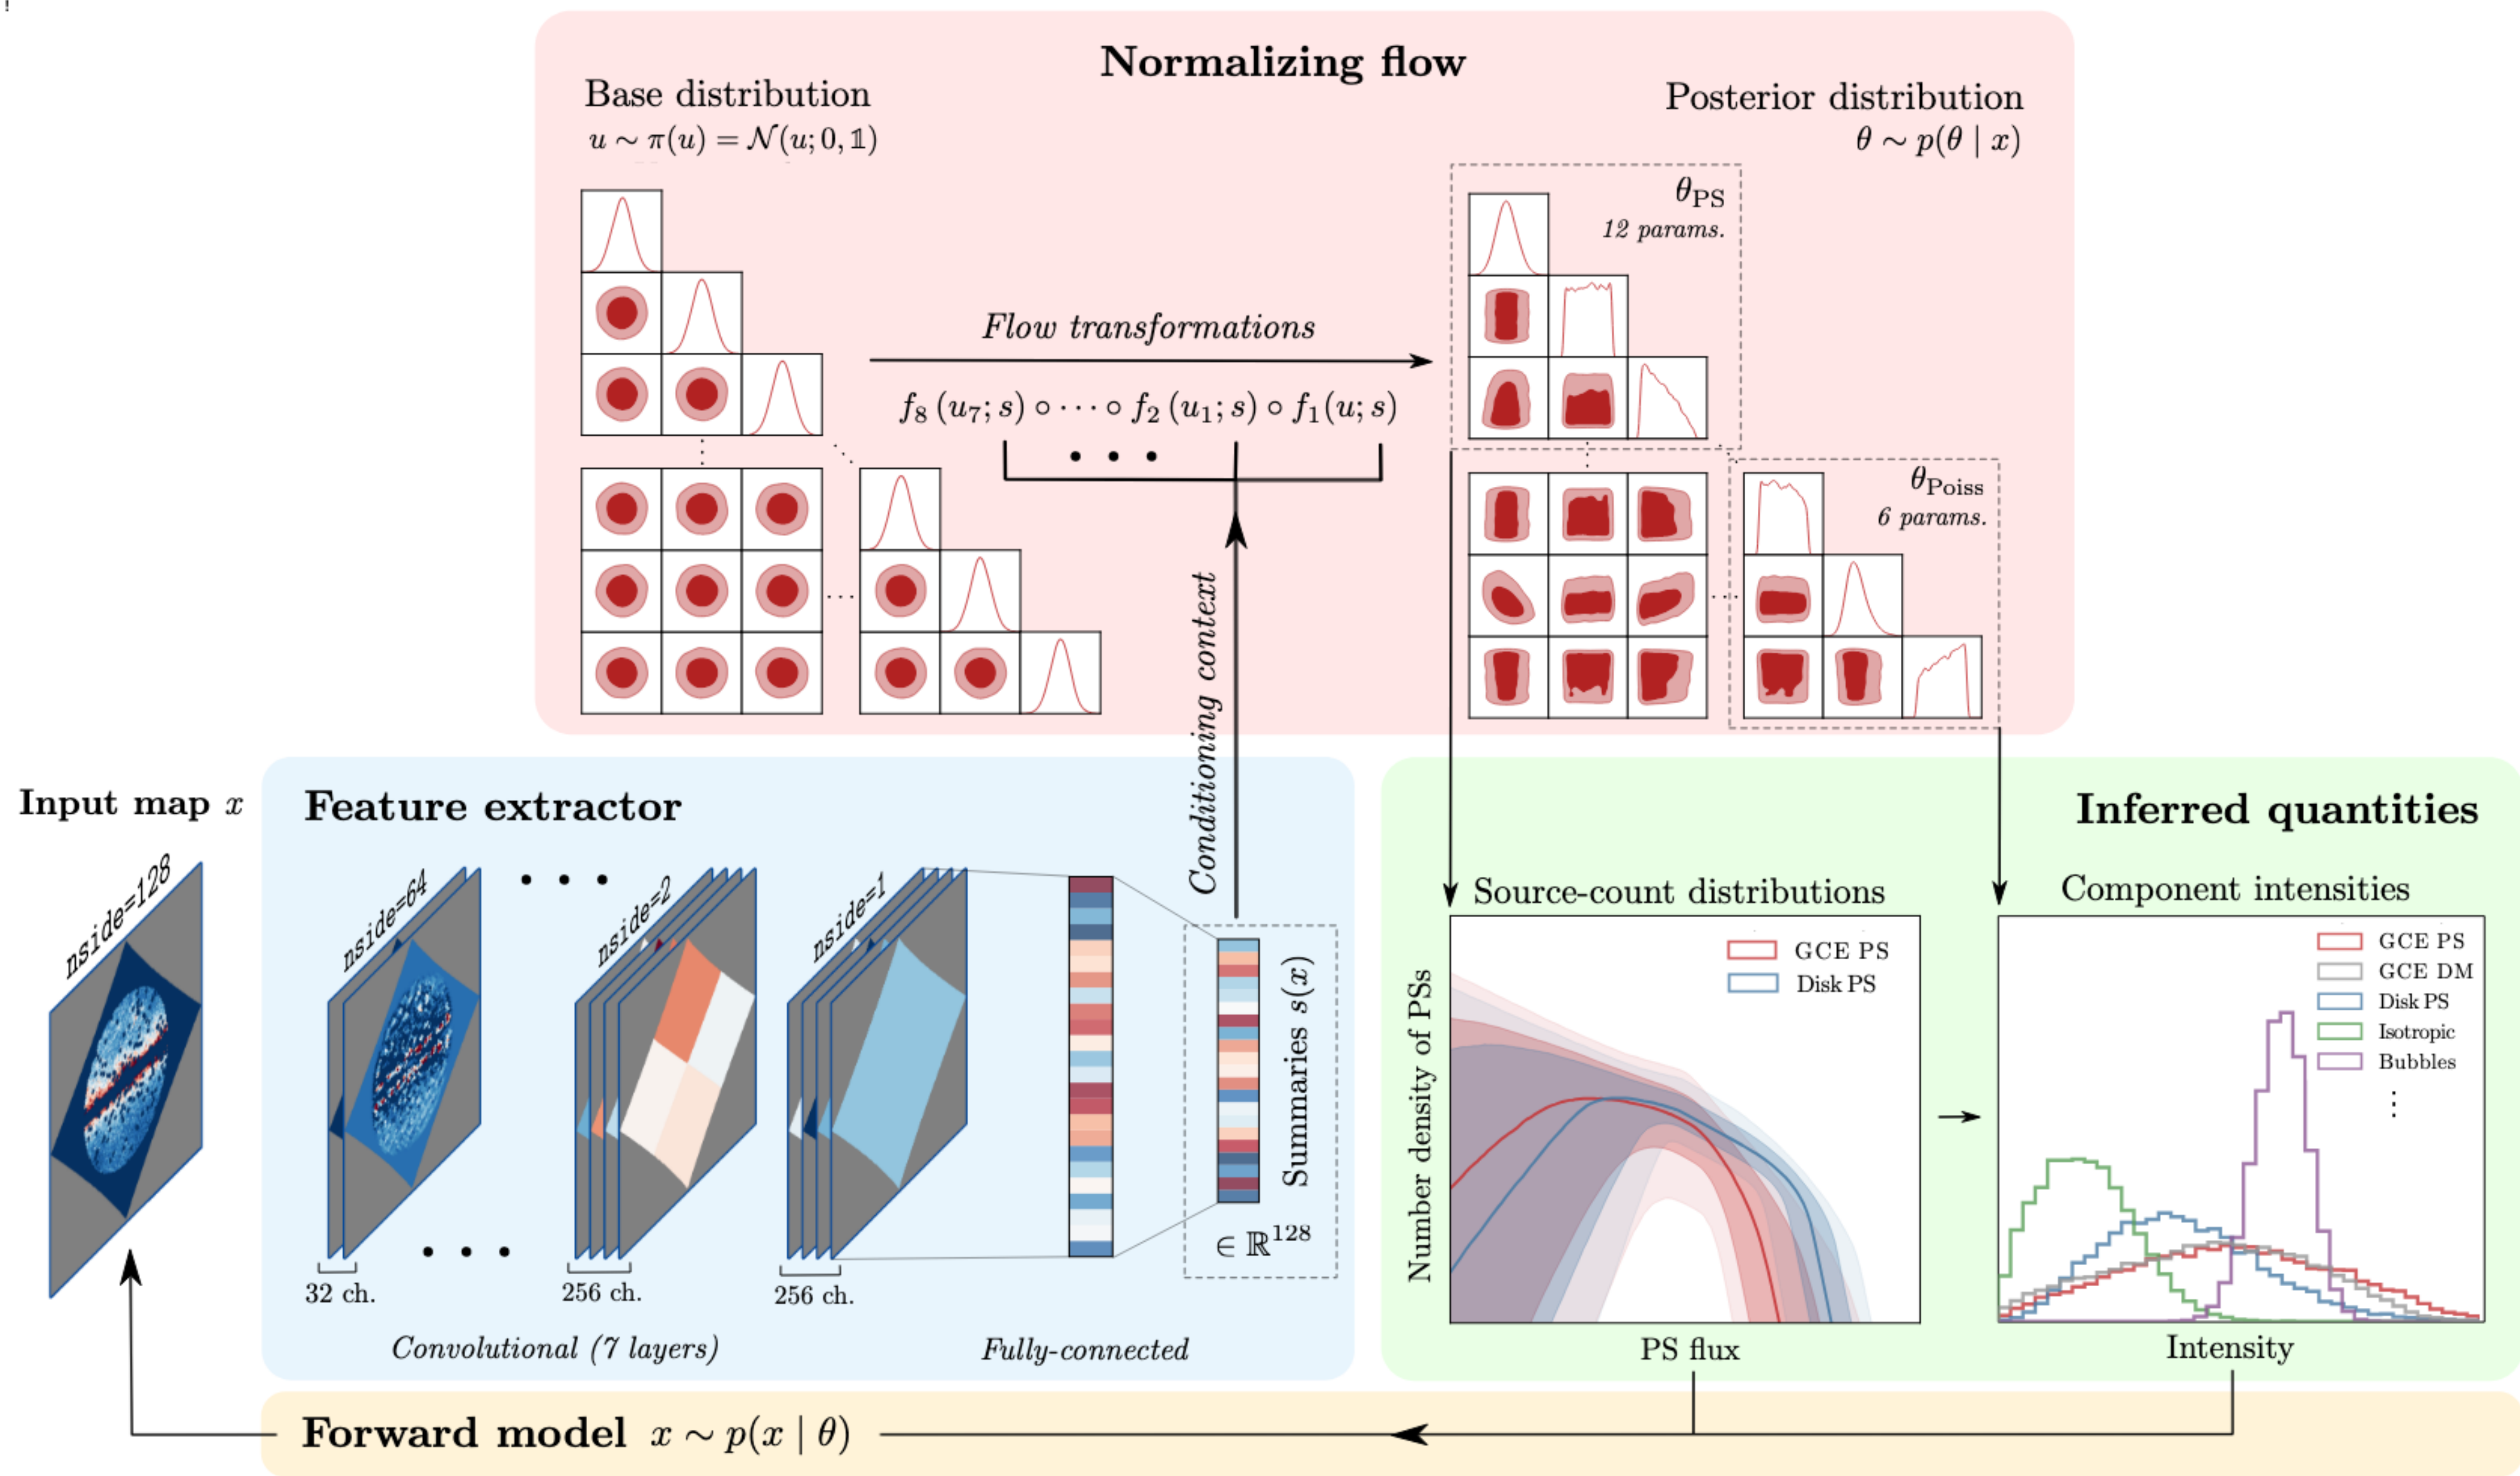 !
Normalizing flow
Base distribution
u ∼ π(u) = 𝒩(u; 0, 𝟙)
Posterior distribution
θ ∼ p(θ | x)
θ_PS
12 params.
Flow transformations
f₈ (u₇; s) ∘ ⋯ ∘ f₂ (u₁; s) ∘ f₁(u; s)
• • •
θ_Poiss
6 params.
Conditioning context
Input map x
nside=128
Feature extractor
nside=64
• • •
nside=2
nside=1
32 ch.
• • •
256 ch.
256 ch.
Convolutional (7 layers)
Fully-connected
Summaries s(x)
∈ ℝ¹²⁸
Inferred quantities
Source-count distributions
Number density of PSs
GCE PS
Disk PS
PS flux
Component intensities
GCE PS
GCE DM
Disk PS
Isotropic
Bubbles
⋮
Intensity
Forward model x ∼ p(x | θ)